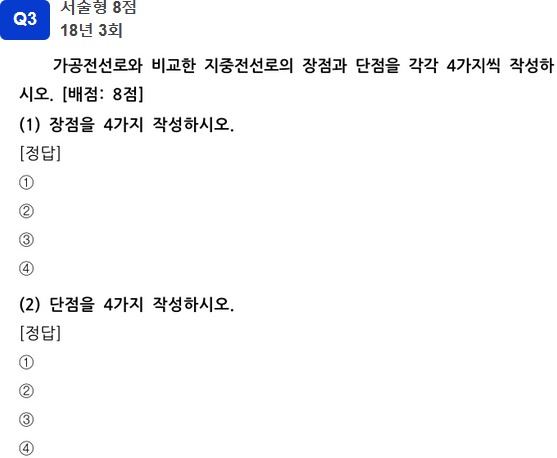 Q3
서술형 8점
18년 3회
가공전선로와 비교한 지중전선로의 장점과 단점을 각각 4가지씩 작성하
시오. [배점: 8점]
(1) 장점을 4가지 작성하시오.
[정답]
①
②
③
④
(2) 단점을 4가지 작성하시오.
[정답]
①
②
③
④